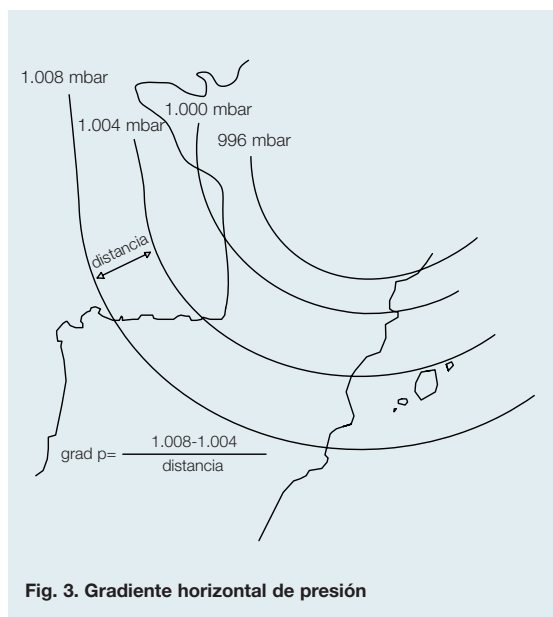 1.008 mbar
1.004 mbar
1.000 mbar
996 mbar
distancia
grad p=
1.008-1.004
distancia
Fig. 3. Gradiente horizontal de presión